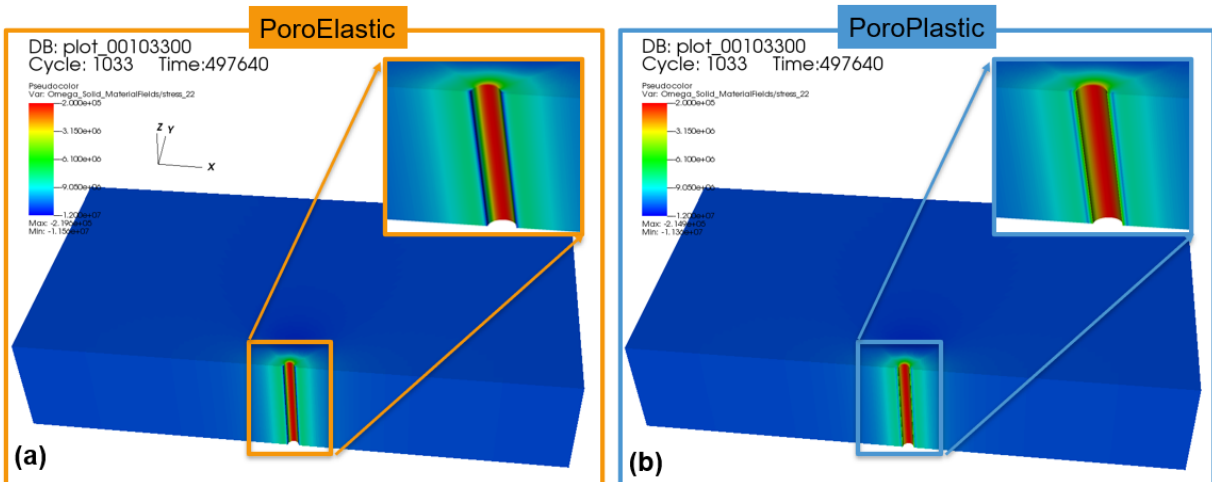 PoroElastic
DB: plot_00103300
Cycle: 1033 Time:497640
Pseudocolor
Var: Omega_Solid_MaterialFields/stress_22
-2.000e+05
-3.150e+06
-6.100e+06
-9.050e+06
-1.200e+07
Max: -2.196e+05
Min: -1.156e+07
Z
Y
X
(a)
PoroPlastic
DB: plot_00103300
Cycle: 1033 Time:497640
Pseudocolor
Var: Omega_Solid_MaterialFields/stress_22
-2.000e+05
-3.150e+06
-6.100e+06
-9.050e+06
-1.200e+07
Max: -2.149e+05
Min: -1.136e+07
(b)